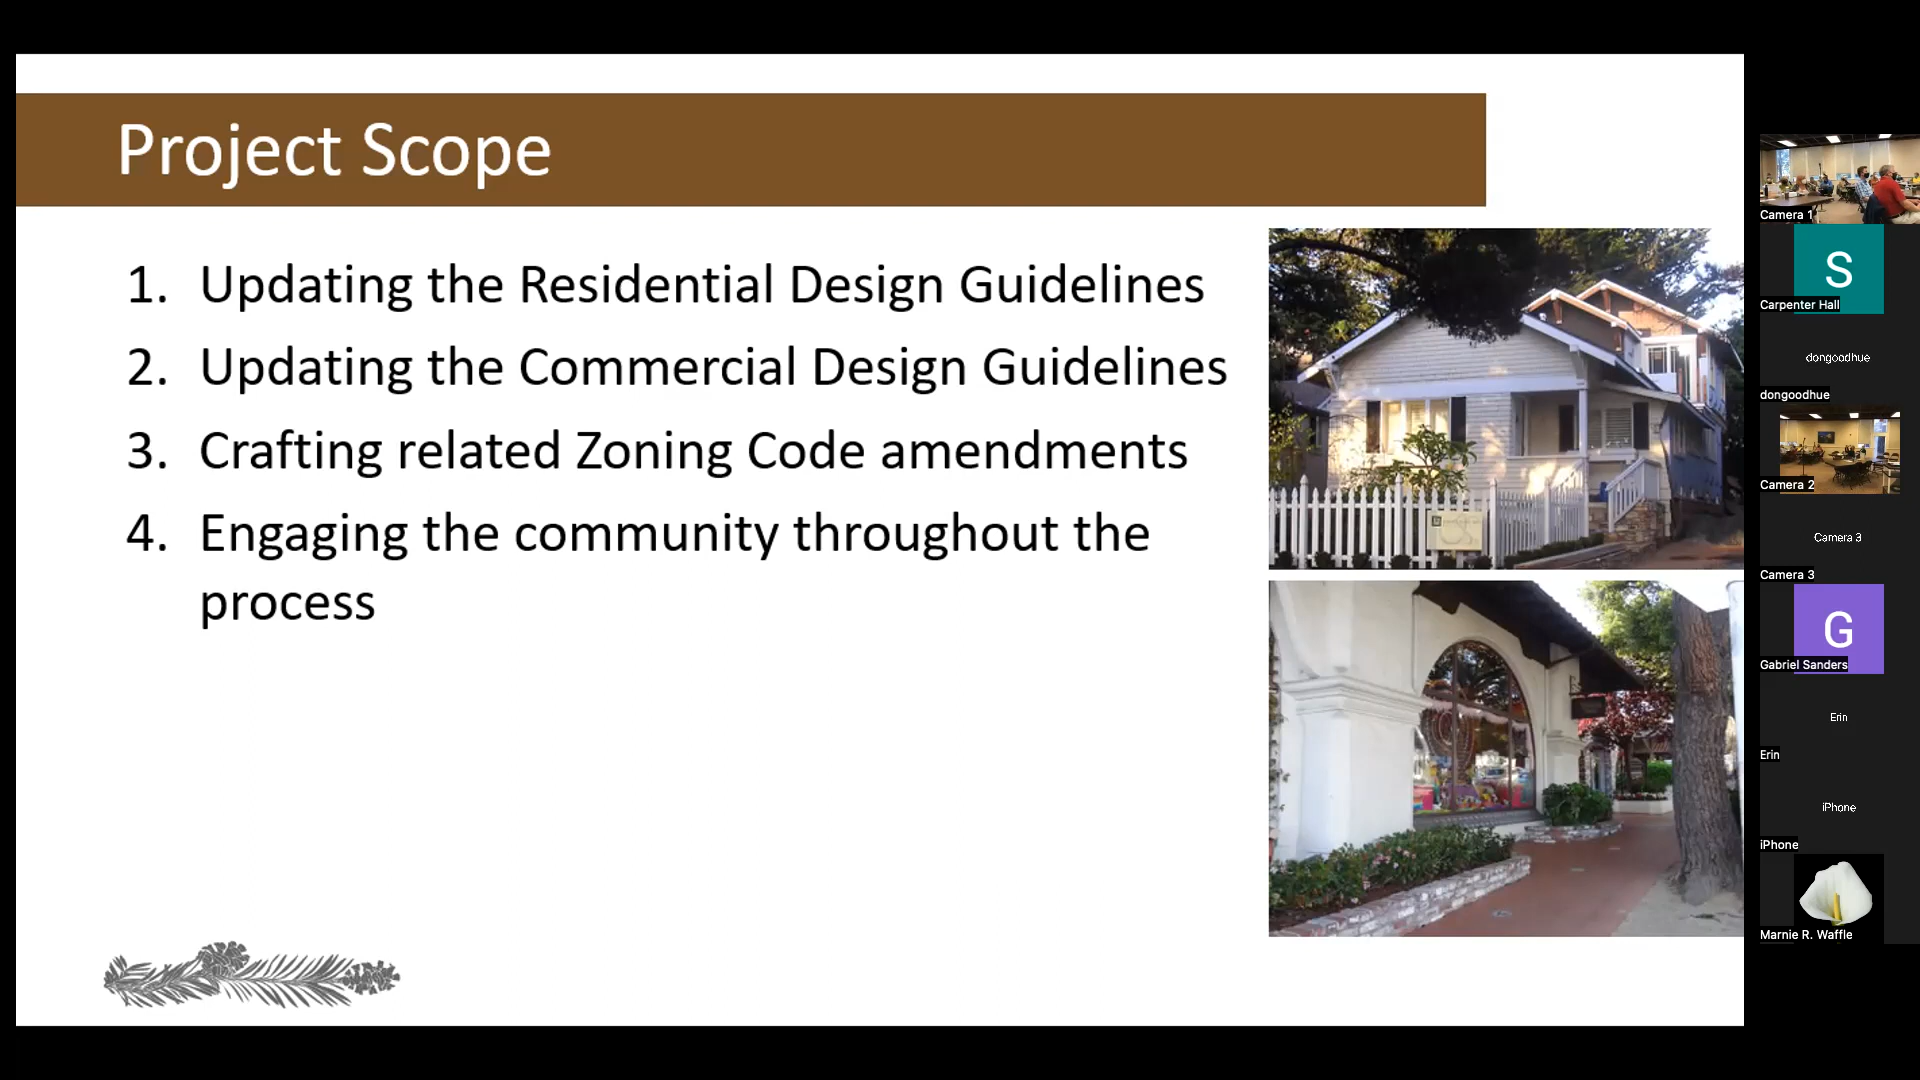 Project Scope
1. Updating the Residential Design Guidelines
2. Updating the Commercial Design Guidelines
3. Crafting related Zoning Code amendments
4. Engaging the community throughout the
process
Camera 1
S
Carpenter Hall
dongoodhue
dongoodhue
Camera 2
Camera 3
Camera 3
G
Gabriel Sanders
Erin
Erin
iPhone
iPhone
Marnie R. Waffle